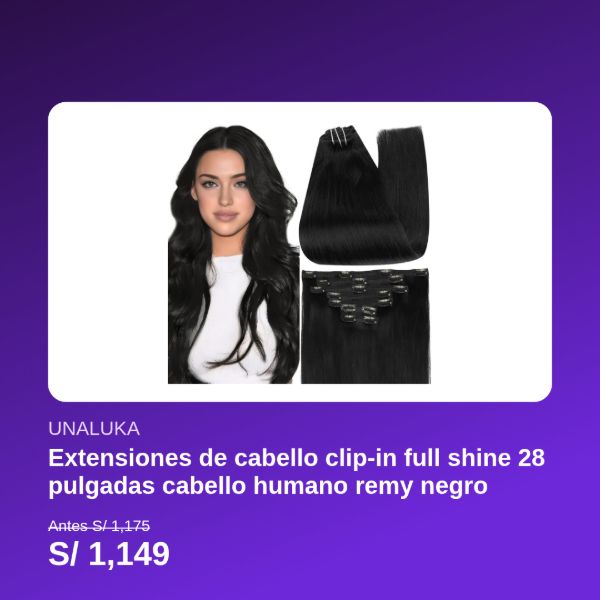 UNALUKA
Extensiones de cabello clip-in full shine 28
pulgadas cabello humano remy negro
Antes S/ 1,175
S/ 1,149